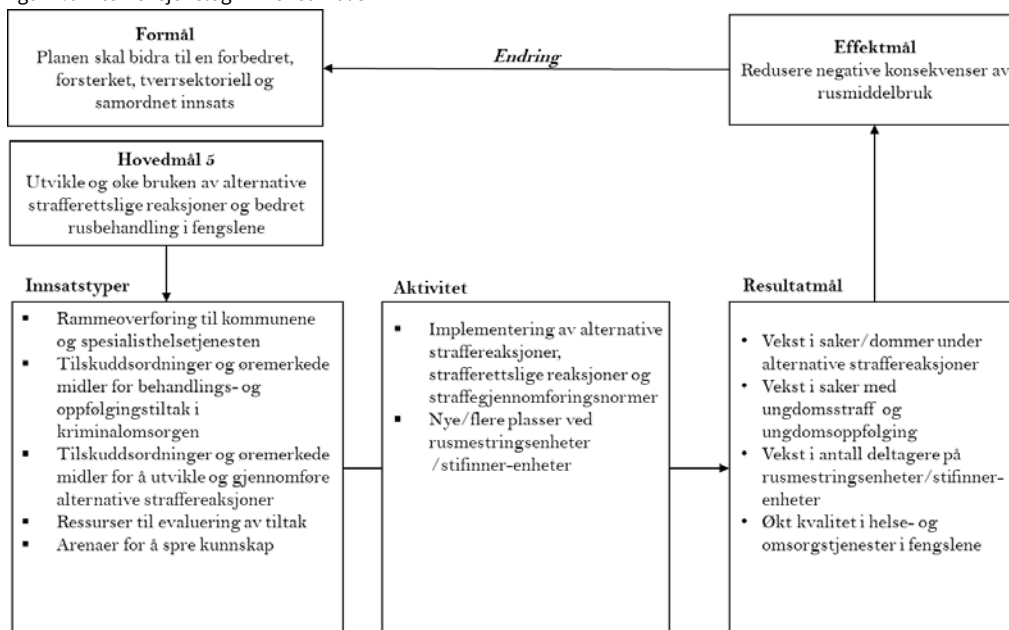 Formål
Planen skal bidra til en forbedret,
forsterket, tverrsektoriell og
samordnet innsats
Endring
Effektmål
Redusere negative konsekvenser av
rusmiddelbruk
Hovedmål 5
Utvikle og øke bruken av alternative
strafferettslige reaksjoner og bedret
rusbehandling i fengslene
Innsatstyper
▪ Rammeoverføring til kommunene
og spesialisthelsetjenesten
▪ Tilskuddsordninger og øremerkede
midler for behandlings- og
oppfølgingstiltak i
kriminalomsorgen
▪ Tilskuddsordninger og øremerkede
midler for å utvikle og gjennomføre
alternative straffereaksjoner
▪ Ressurser til evaluering av tiltak
▪ Arenaer for å spre kunnskap
Aktivitet
▪ Implementering av alternative
straffereaksjoner,
strafferettslige reaksjoner og
straffegjennomføringsnormer
▪ Nye/flere plasser ved
rusmestringsenheter
/stifinner-enheter
Resultatmål
• Vekst i saker/dommer under
alternative straffereaksjoner
• Vekst i saker med
ungdomsstraff og
ungdomsoppfølging
• Vekst i antall deltagere på
rusmestringsenheter/stifinner-
enheter
• Økt kvalitet i helse- og
omsorgstjenester i fengslene